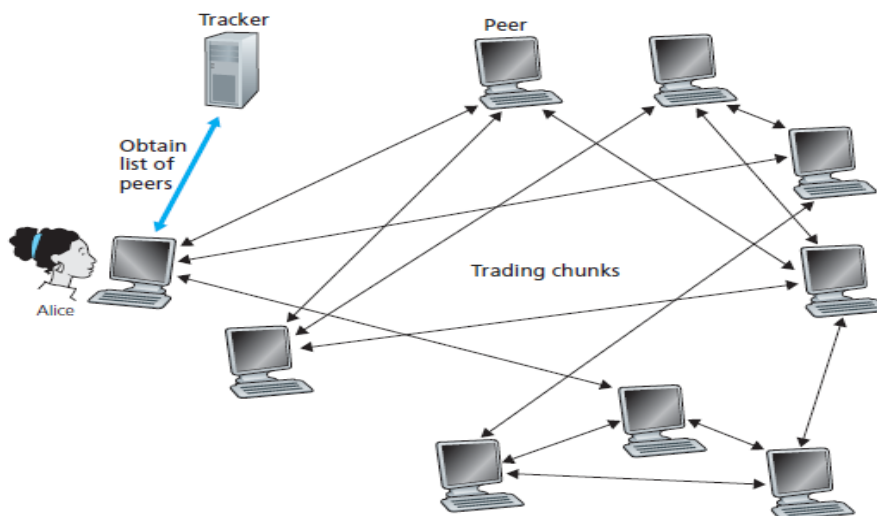 Tracker
Peer
Obtain
list of
peers
Trading chunks
Alice